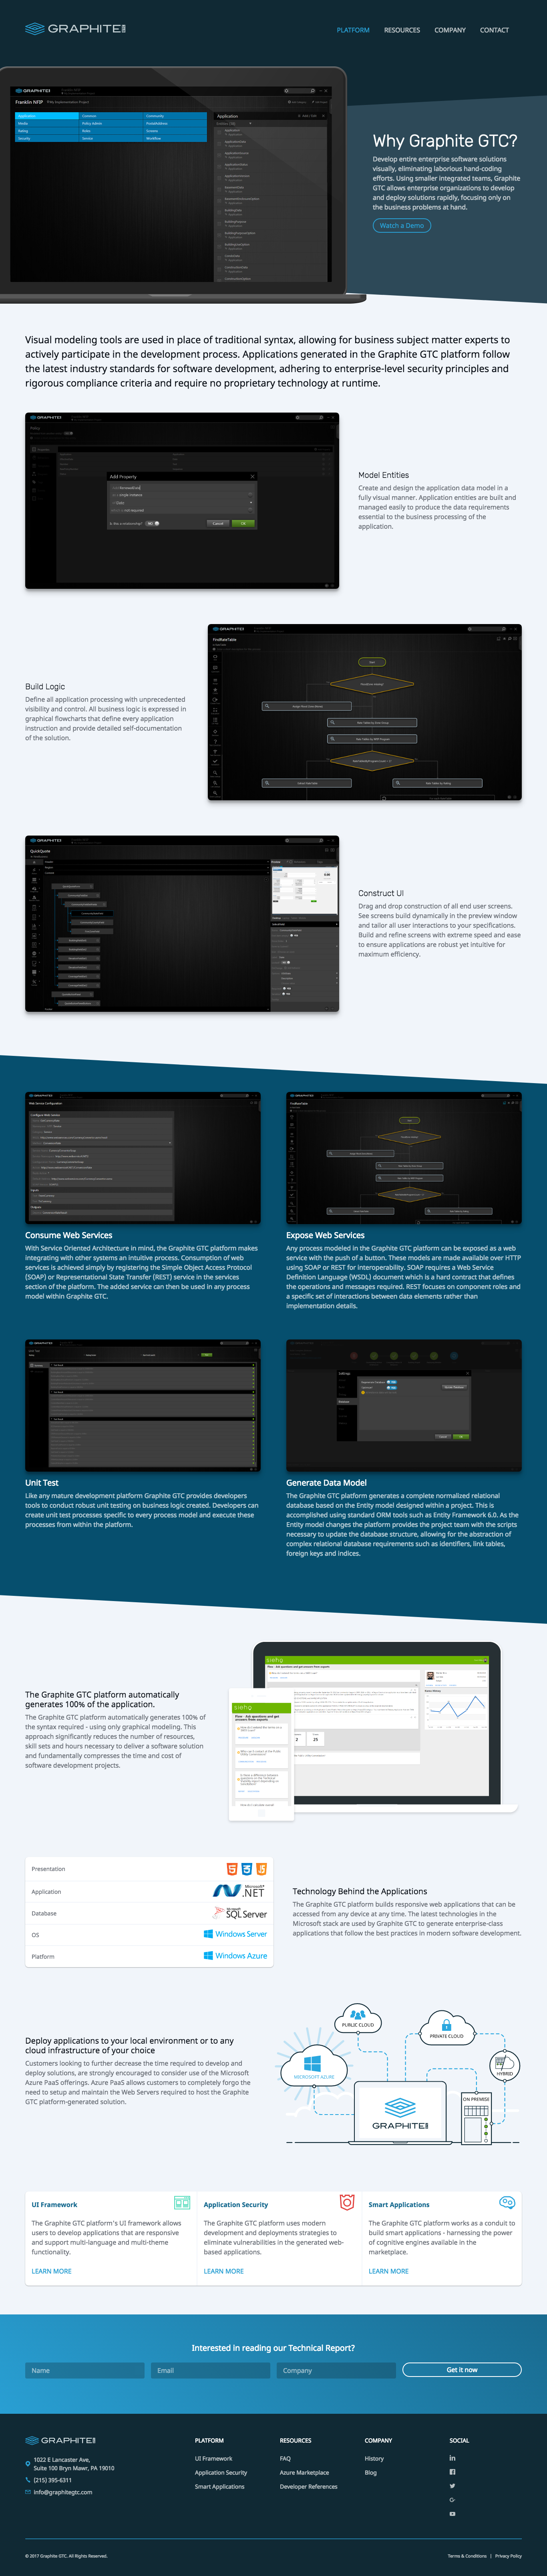 GRAPHITE GTC
PLATFORM
RESOURCES
COMPANY
CONTACT
GRAPHITE
Franklin NFIP
Application
Why Graphite GTC?
Develop entire enterprise software solutions
visually, eliminating laborious hand-coding
efforts. Using smaller integrated teams, Graphite
GTC allows enterprise organizations to develop
and deploy solutions rapidly, focusing only on
the business problems at hand.
Watch a Demo
Visual modeling tools are used in place of traditional syntax, allowing for business subject matter experts to
actively participate in the development process. Applications generated in the Graphite GTC platform follow
the latest industry standards for software development, adhering to enterprise-level security principles and
rigorous compliance criteria and require no proprietary technology at runtime.
GRAPHITE
Policy
Add Property
Is this a relationship? NO
Cancel
OK
Model Entities
Create and design the application data model in a
fully visual manner. Application entities are built and
managed easily to produce the data requirements
essential to the business processing of the
application.
GRAPHITE
FindRateTable
Build Logic
Define all application processing with unprecedented
visibility and control. All business logic is expressed in
graphical flowcharts that define every application
instruction and provide detailed self-documentation
of the solution.
GRAPHITE
QuickQuote
Construct UI
Drag and drop construction of all end user screens.
See screens build dynamically in the preview window
and tailor all user interactions to your specifications.
Build and refine screens with extreme speed and ease
to ensure applications are robust yet intuitive for
maximum efficiency.
GRAPHITE
Web Service Configuration
Consume Web Services
With Service Oriented Architecture in mind, the Graphite GTC platform makes
integrating with other systems an intuitive process. Consumption of web
services is achieved simply by registering the Simple Object Access Protocol
(SOAP) or Representational State Transfer (REST) service in the services
section of the platform. The added service can then be used in any process
model within Graphite GTC.
GRAPHITE
FindRateTable
Expose Web Services
Any process modeled in the Graphite GTC platform can be exposed as a web
service with the push of a button. These models are made available over HTTP
using SOAP or REST for interoperability. SOAP requires a Web Service
Definition Language (WSDL) document which is a hard contract that defines
the operations and messages required. REST focuses on component roles and
a specific set of interactions between data elements rather than
implementation details.
GRAPHITE
Unit Test
Like any mature development platform Graphite GTC provides developers
tools to conduct robust unit testing on business logic created. Developers can
create unit test processes specific to every process model and execute these
processes from within the platform.
Generate Data Model
The Graphite GTC platform generates a complete normalized relational
database based on the Entity model designed within a project. This is
accomplished using standard ORM tools such as Entity Framework 6.0. As the
Entity model changes the platform provides the project team with the scripts
necessary to update the database structure, allowing for the abstraction of
complex relational database requirements such as identifiers, link tables,
foreign keys and indices.
The Graphite GTC platform automatically
generates 100% of the application.
The Graphite GTC platform automatically generates 100% of
the syntax required - using only graphical modeling. This
approach significantly reduces the number of resources,
skill sets and hours necessary to deliver a software solution
and fundamentally compresses the time and cost of
software development projects.
Presentation
Application
Microsoft
.NET
Database
SQL Server
OS
Windows Server
Platform
Windows Azure
Technology Behind the Applications
The Graphite GTC platform builds responsive web applications that can be
accessed from any device at any time. The latest technologies in the
Microsoft stack are used by Graphite GTC to generate enterprise-class
applications that follow the best practices in modern software development.
Deploy applications to your local environment or to any
cloud infrastructure of your choice
Customers looking to further decrease the time required to develop and
deploy solutions, are strongly encouraged to consider use of the Microsoft
Azure PaaS offerings. Azure PaaS allows customers to completely forgo the
need to setup and maintain the Web Servers required to host the Graphite
GTC platform-generated solution.
PUBLIC CLOUD
PRIVATE CLOUD
MICROSOFT AZURE
HYBRID
ON PREMISE
GRAPHITE GTC
UI Framework
The Graphite GTC platform's UI framework allows
users to develop applications that are responsive
and support multi-language and multi-theme
functionality.
LEARN MORE
Application Security
The Graphite GTC platform uses modern
development and deployments strategies to
eliminate vulnerabilities in the generated web-
based applications.
LEARN MORE
Smart Applications
The Graphite GTC platform works as a conduit to
build smart applications - harnessing the power
of cognitive engines available in the
marketplace.
LEARN MORE
Interested in reading our Technical Report?
Name
Email
Company
Get it now
GRAPHITE GTC
1022 E Lancaster Ave,
Suite 100 Bryn Mawr, PA 19010
(215) 395-6311
info@graphitegtc.com
PLATFORM
UI Framework
Application Security
Smart Applications
RESOURCES
FAQ
Azure Marketplace
Developer References
COMPANY
History
Blog
SOCIAL
© 2017 Graphite GTC. All Rights Reserved.
Terms & Conditions | Privacy Policy